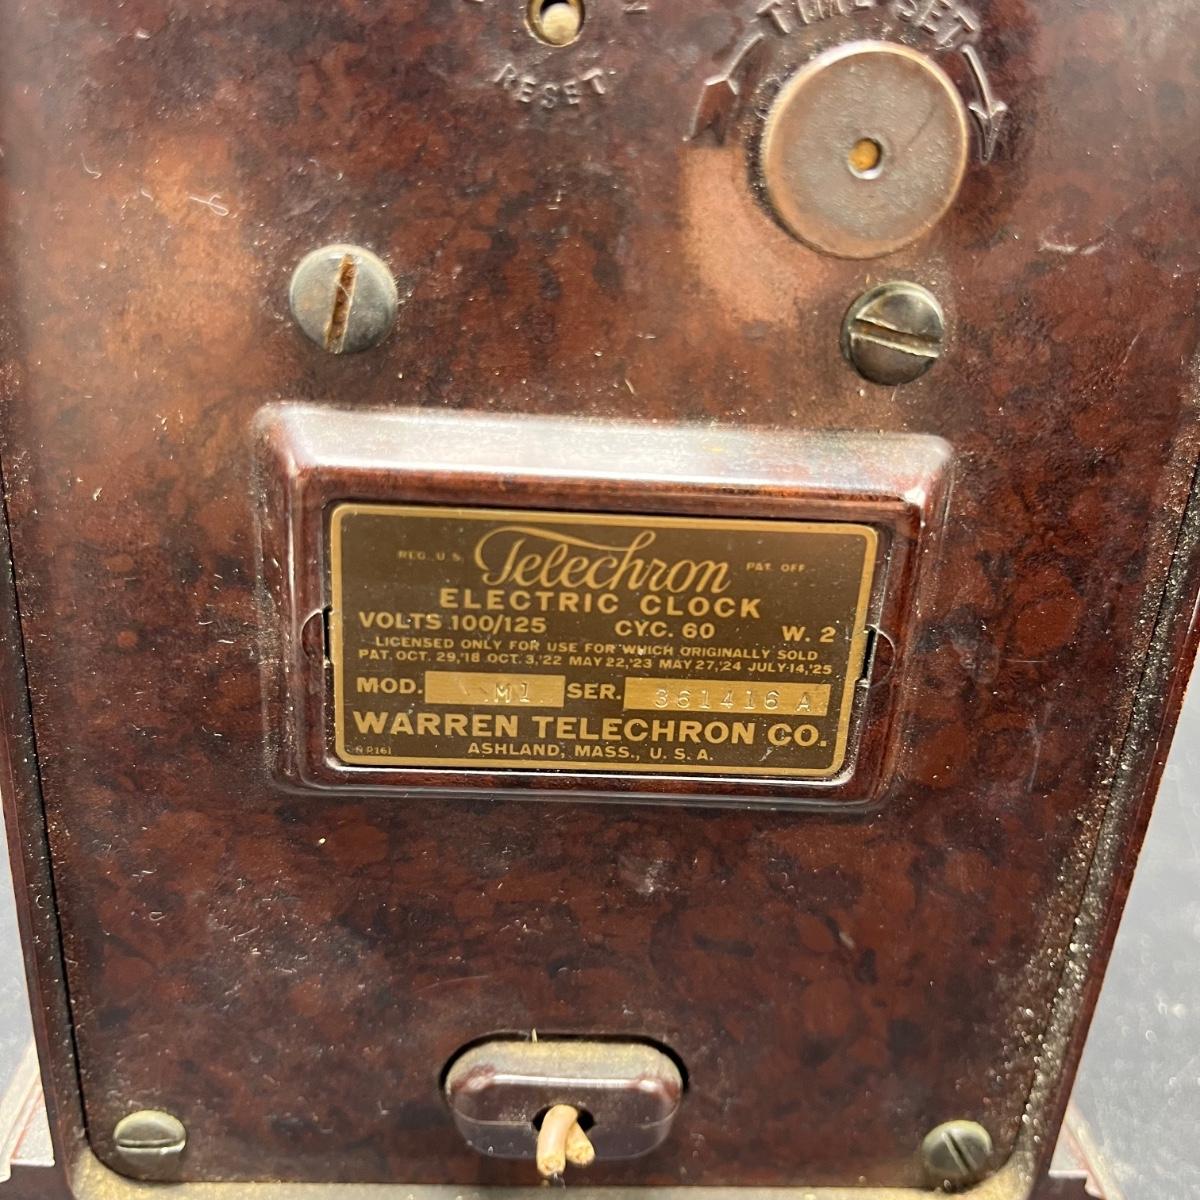 RESET
TIME SET
REG. U.S. Telechron PAT. OFF
ELECTRIC CLOCK
VOLTS 100/125 CYC. 60 W. 2
LICENSED ONLY FOR USE FOR WHICH ORIGINALLY SOLD
PAT. OCT. 29,'18 OCT. 3,'22 MAY 22,'23 MAY 27,'24 JULY 14,'25
MOD. M1 SER. 361416 A
WARREN TELECHRON CO.
ASHLAND, MASS., U. S. A.